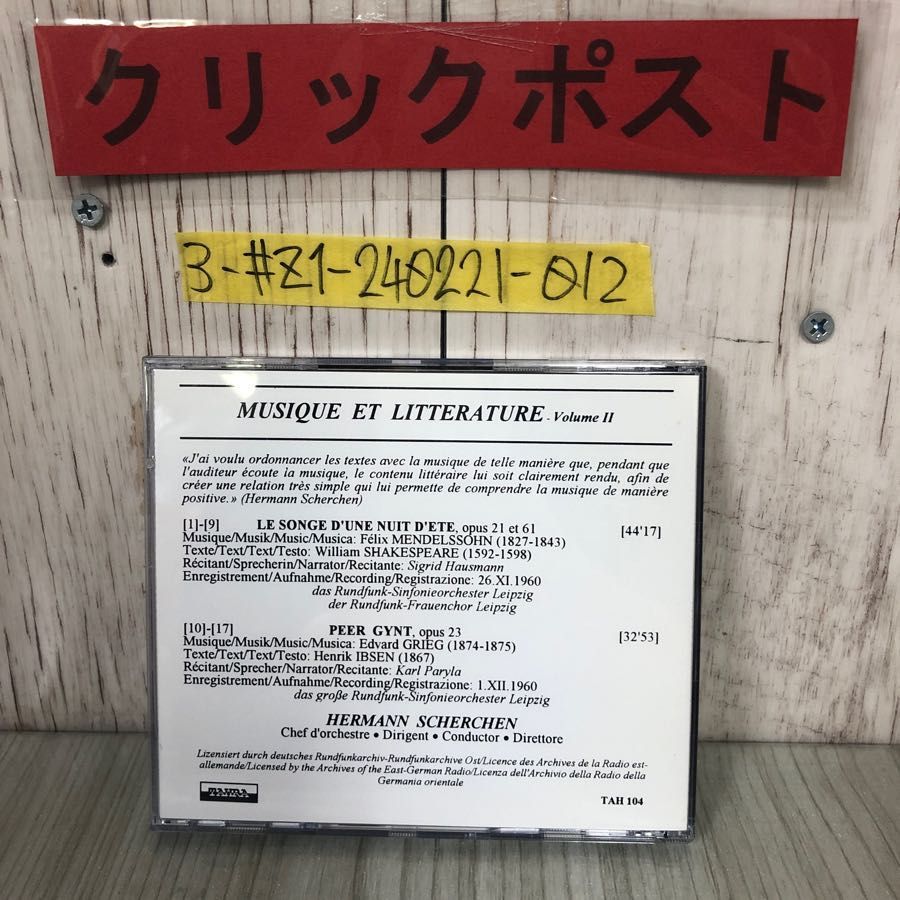 クリックポスト
3-#Z1-240221-012
MUSIQUE ET LITTERATURE - Volume II
«J'ai voulu ordonnancer les textes avec la musique de telle manière que, pendant que
l'auditeur écoute la musique, le contenu littéraire lui soit clairement rendu, afin de
créer une relation très simple qui lui permette de comprendre la musique de manière
positive.» (Hermann Scherchen)
[1]-[9] LE SONGE D'UNE NUIT D'ETE, opus 21 et 61 [44'17]
Musique/Musik/Music/Musica: Félix MENDELSSOHN (1827-1843)
Texte/Text/Text/Testo: William SHAKESPEARE (1592-1598)
Récitant/Sprecherin/Narrator/Recitante: Sigrid Hausmann
Enregistrement/Aufnahme/Recording/Registrazione: 26.XI.1960
das Rundfunk-Sinfonieorchester Leipzig
der Rundfunk-Frauenchor Leipzig
[10]-[17] PEER GYNT, opus 23 [32'53]
Musique/Musik/Music/Musica: Edvard GRIEG (1874-1875)
Texte/Text/Text/Testo: Henrik IBSEN (1867)
Récitant/Sprecher/Narrator/Recitante: Karl Paryla
Enregistrement/Aufnahme/Recording/Registrazione: 1.XII.1960
das große Rundfunk-Sinfonieorchester Leipzig
HERMANN SCHERCHEN
Chef d'orchestre • Dirigent • Conductor • Direttore
Lizensiert durch deutsches Rundfunkarchiv-Rundfunkarchive Ost/Licence des Archives de la Radio est-
allemande/Licensed by the Archives of the East-German Radio/Licenza dell'Archivio della Radio della
Germania orientale
TAHRA
TAH 104